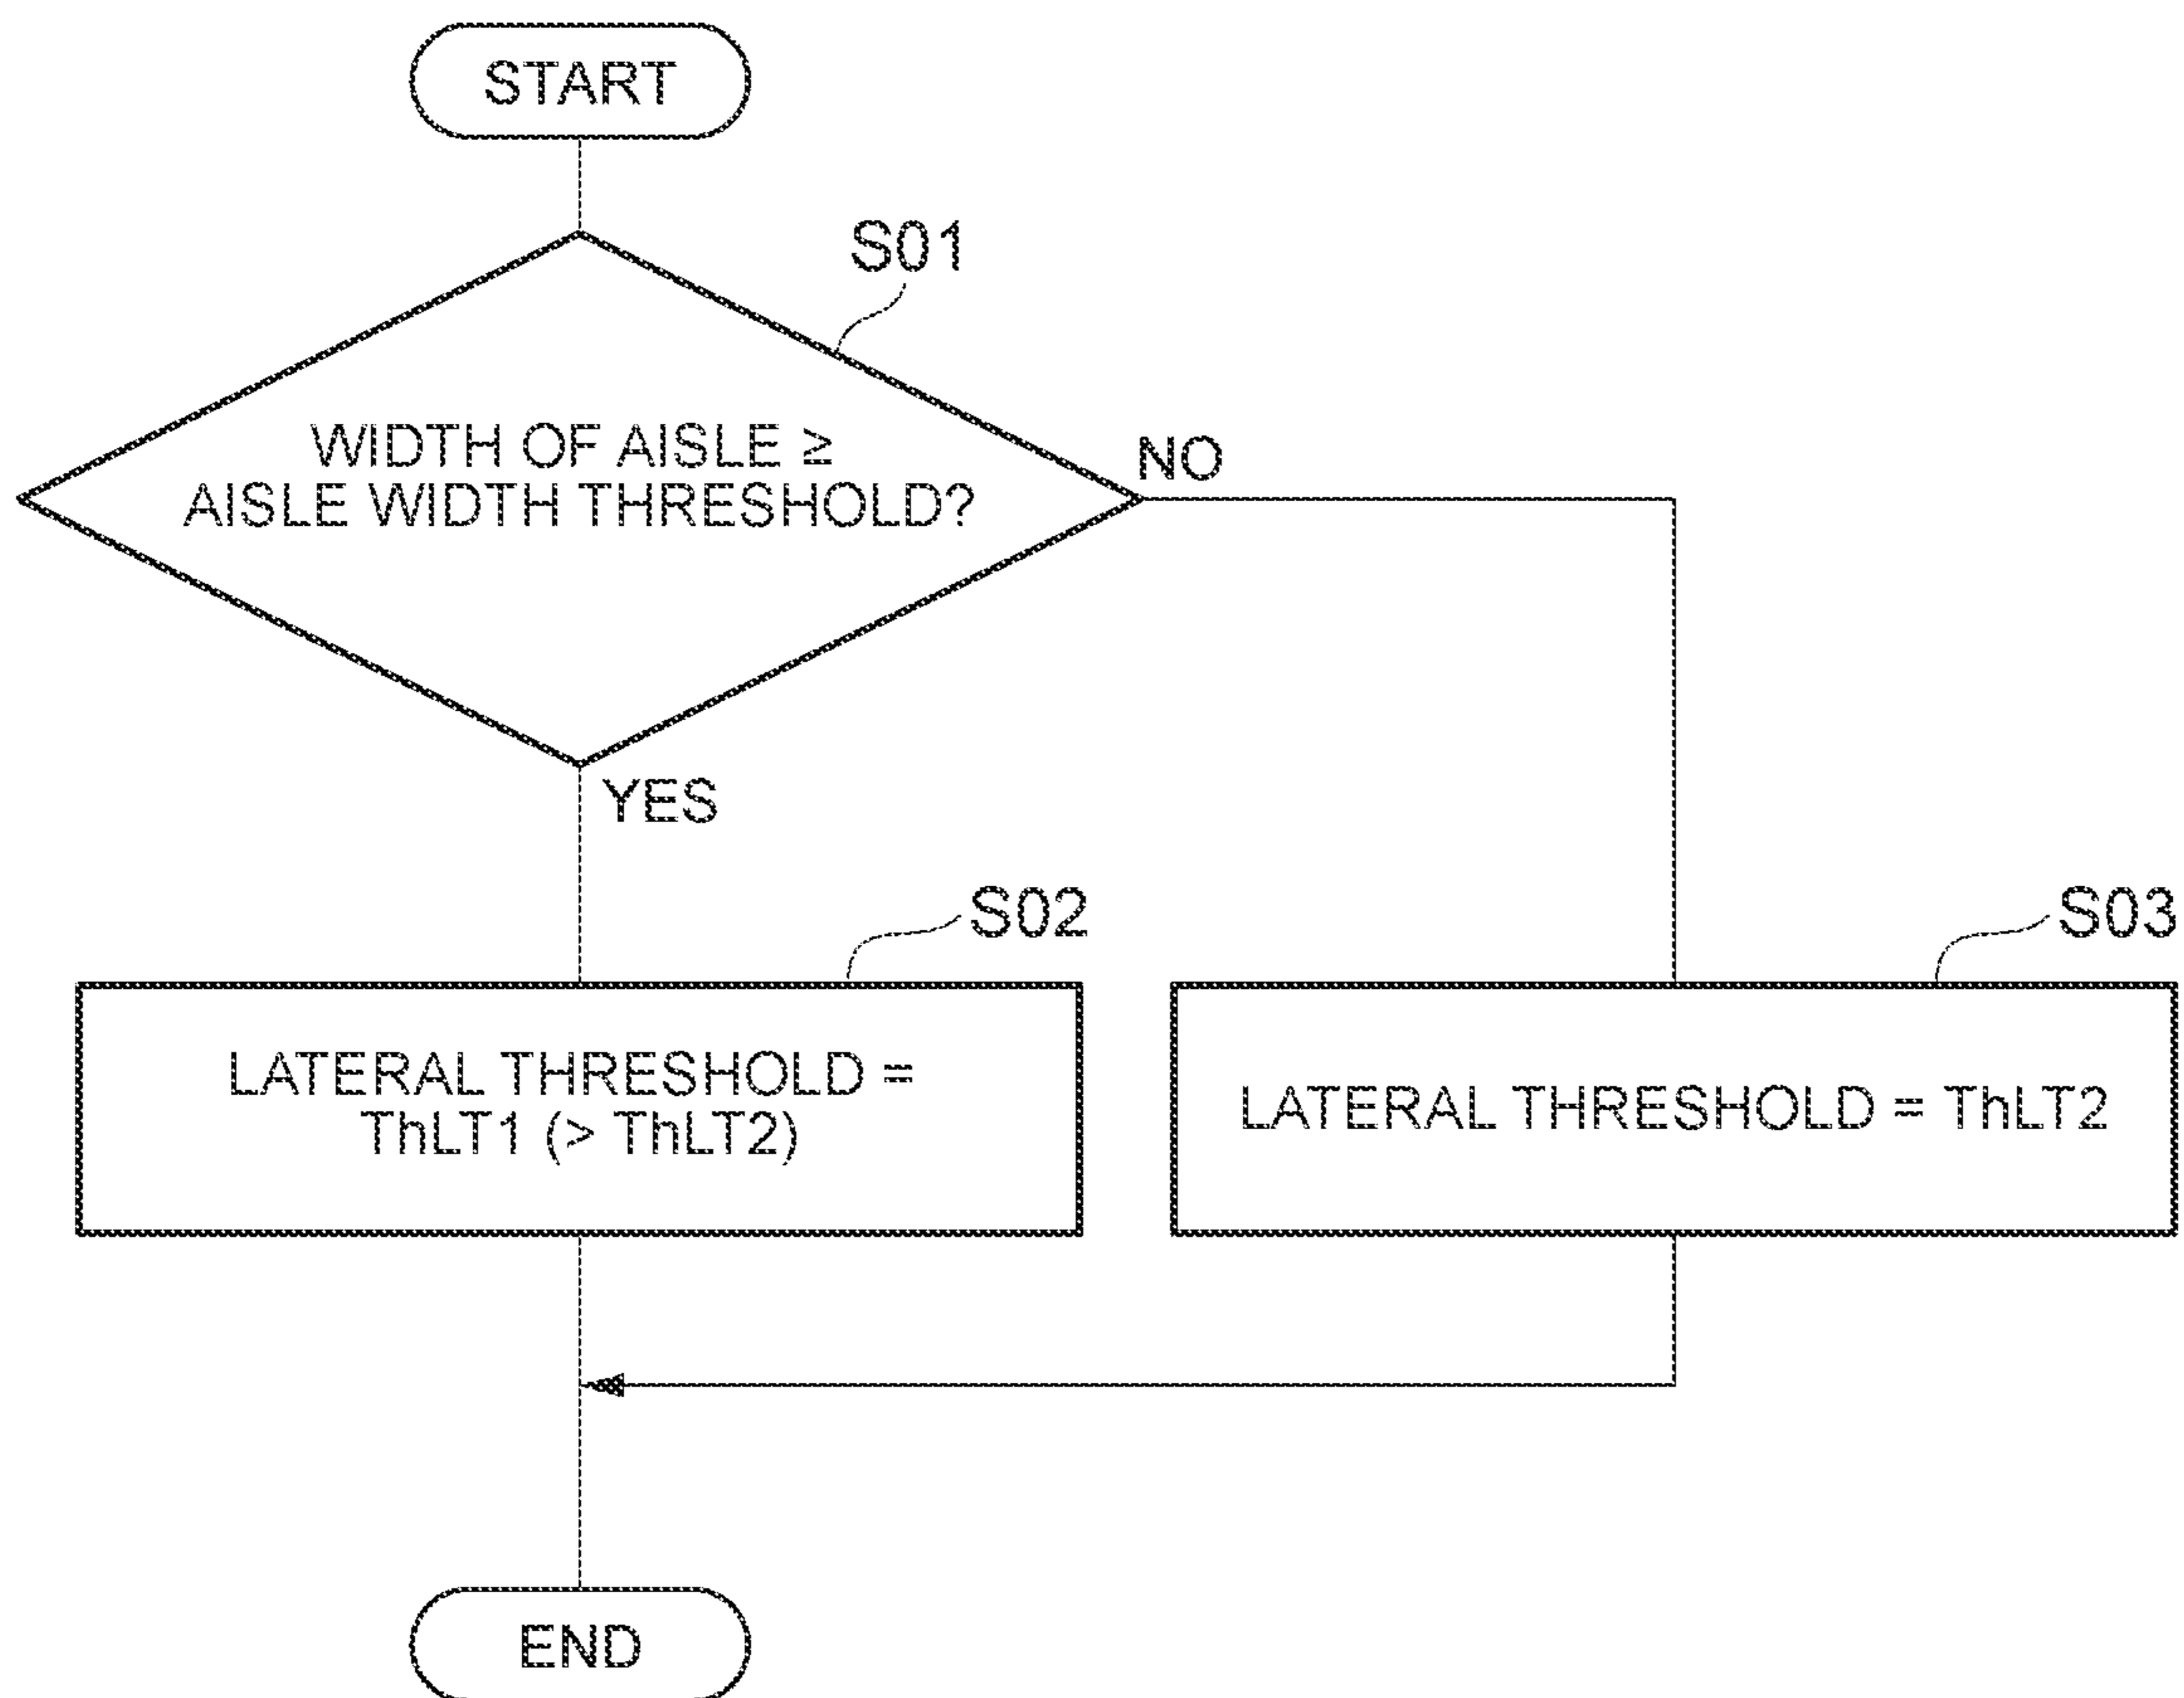 START
S01
WIDTH OF AISLE ≥
AISLE WIDTH THRESHOLD?
NO
YES
S02
S03
LATERAL THRESHOLD =
ThLT1 (> ThLT2)
LATERAL THRESHOLD = ThLT2
END